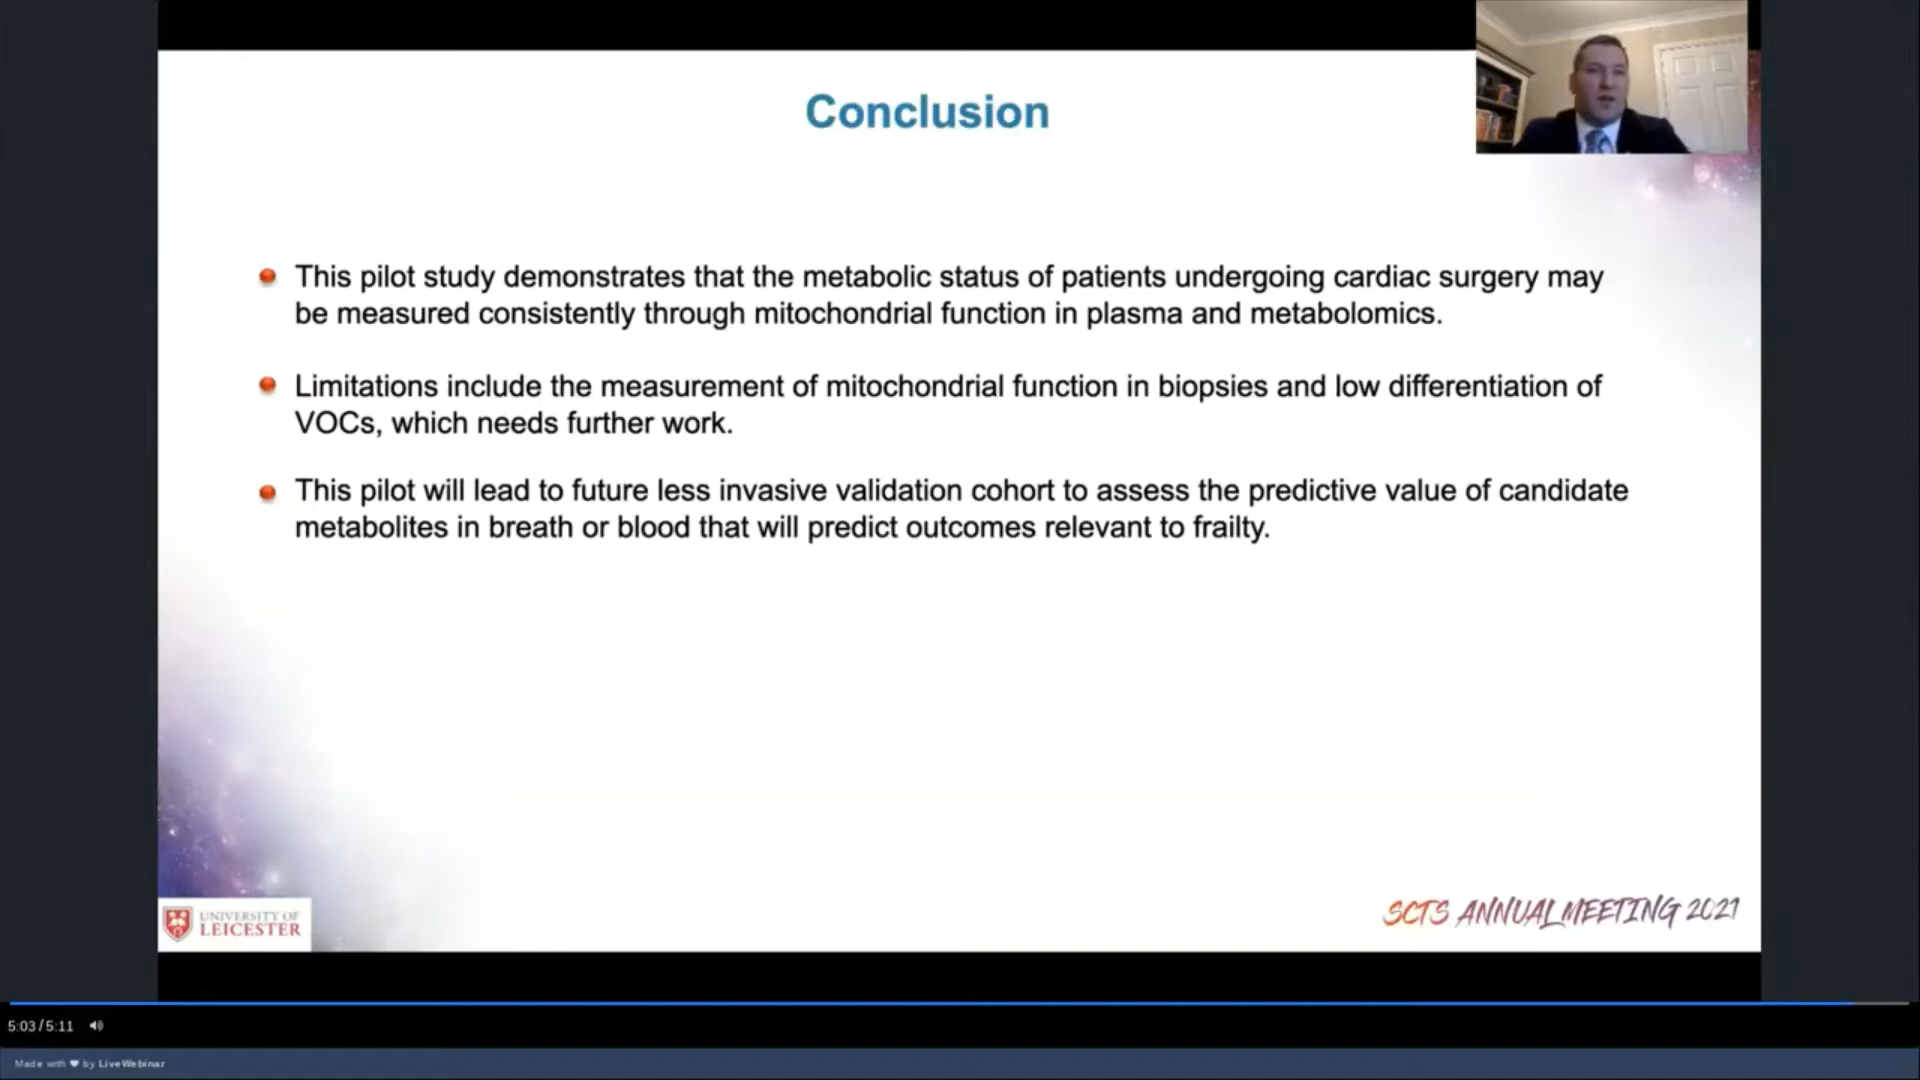 Conclusion
This pilot study demonstrates that the metabolic status of patients undergoing cardiac surgery may
be measured consistently through mitochondrial function in plasma and metabolomics.
Limitations include the measurement of mitochondrial function in biopsies and low differentiation of
VOCs, which needs further work.
This pilot will lead to future less invasive validation cohort to assess the predictive value of candidate
metabolites in breath or blood that will predict outcomes relevant to frailty.
UNIVERSITY OF
LEICESTER
SCTS ANNUAL MEETING 2021
5:03/5:11
Made with ♥ by LiveWebinar